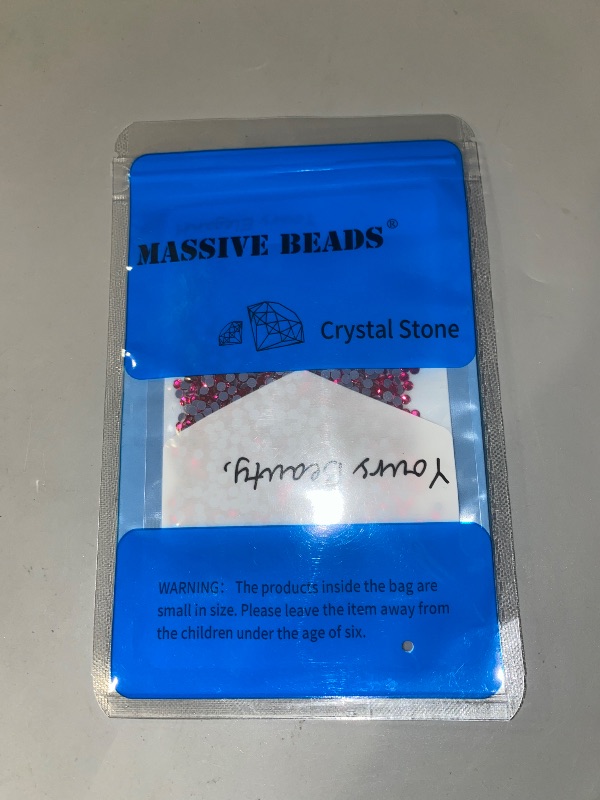 MASSIVE BEADS®
Crystal Stone
Yours Beauty,
WARNING: The products inside the bag are
small in size. Please leave the item away from
the children under the age of six.